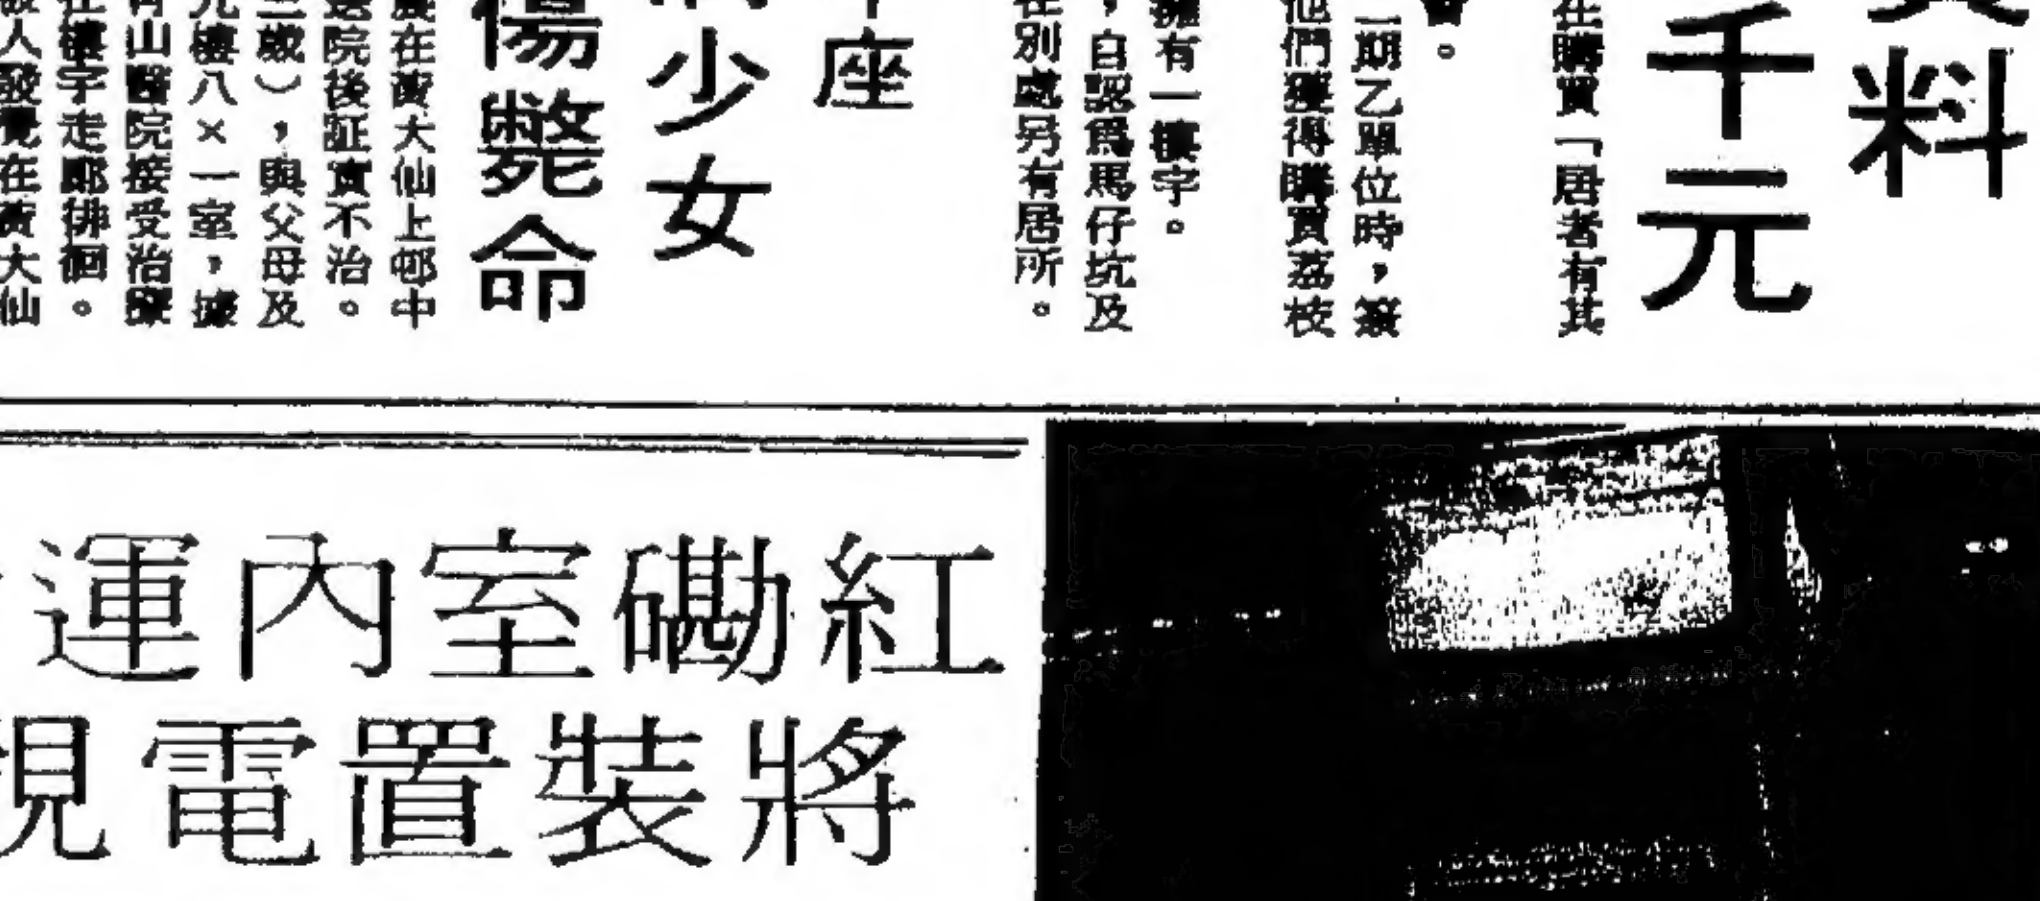 料
千元
在購買「居者有其
。
二期乙單位時，
他們獲得購買荔枝
擁有一樓宇。
，自認為馬仔坑及
在別處另有居所。
座
少女
傷斃命
展在黃大仙上邨中
送院後証實不治。
三歲），與父母及
九樓八×一室，據
青山醫院接受治療
在樓宇走廊徘徊。
被人發覺在黃大仙
紅磡室內運
將裝置電視